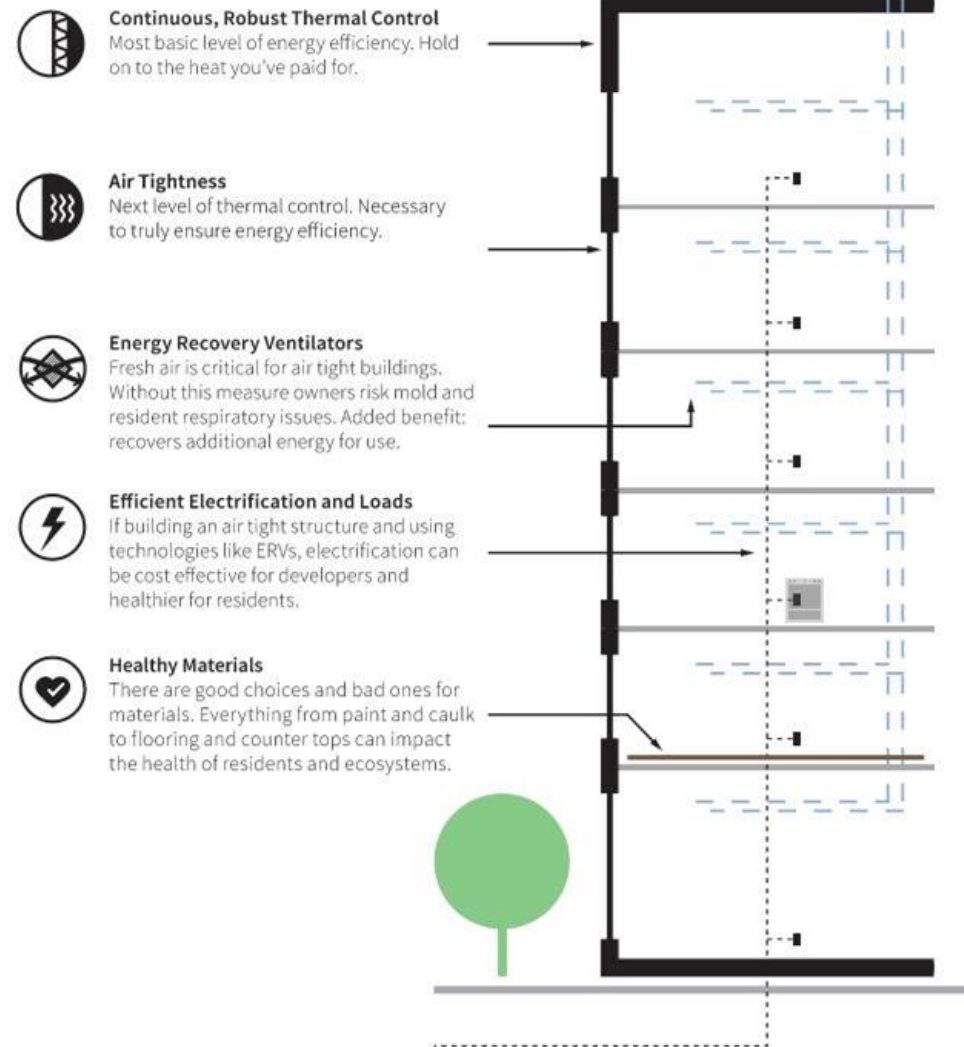 Continuous, Robust Thermal Control
Most basic level of energy efficiency. Hold
on to the heat you've paid for.
Air Tightness
Next level of thermal control. Necessary
to truly ensure energy efficiency.
Energy Recovery Ventilators
Fresh air is critical for air tight buildings.
Without this measure owners risk mold and
resident respiratory issues. Added benefit:
recovers additional energy for use.
Efficient Electrification and Loads
If building an air tight structure and using
technologies like ERVs, electrification can
be cost effective for developers and
healthier for residents.
Healthy Materials
There are good choices and bad ones for
materials. Everything from paint and caulk
to flooring and counter tops can impact
the health of residents and ecosystems.